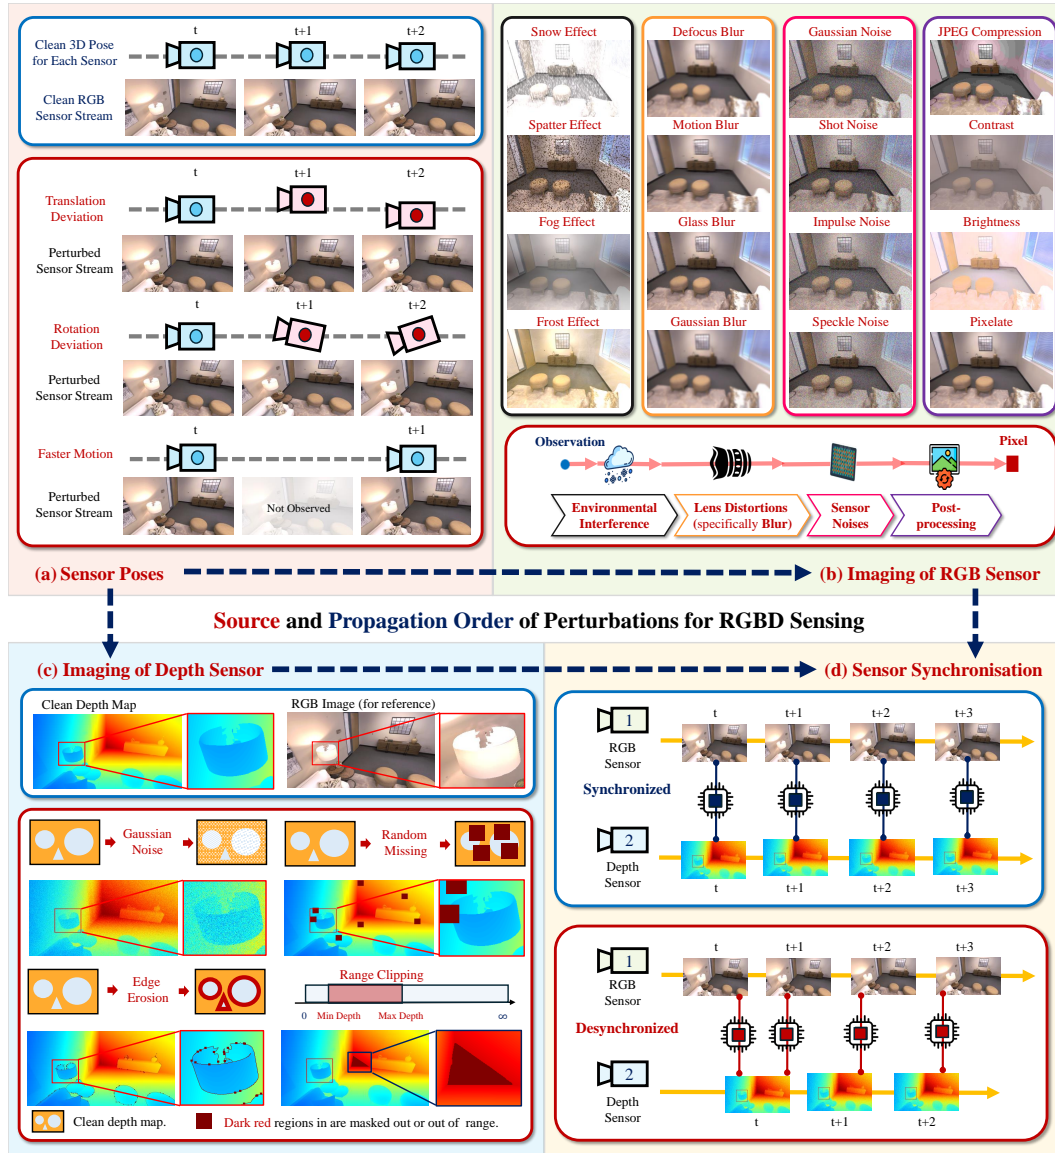 Clean 3D Pose
for Each Sensor
t
t+1
t+2
Clean RGB
Sensor Stream
t
t+1
t+2
Translation
Deviation
Perturbed
Sensor Stream
t
t+1
t+2
Rotation
Deviation
Perturbed
Sensor Stream
t
t+1
Faster Motion
Perturbed
Sensor Stream
Not Observed
(a) Sensor Poses
Snow Effect
Defocus Blur
Gaussian Noise
JPEG Compression
Spatter Effect
Motion Blur
Shot Noise
Contrast
Fog Effect
Glass Blur
Impulse Noise
Brightness
Frost Effect
Gaussian Blur
Speckle Noise
Pixelate
Observation
Pixel
Environmental
Interference
Lens Distortions
(specifically Blur)
Sensor
Noises
Post-
processing
(b) Imaging of RGB Sensor
Source and Propagation Order of Perturbations for RGBD Sensing
(c) Imaging of Depth Sensor
Clean Depth Map
RGB Image (for reference)
Gaussian
Noise
Random
Missing
Edge
Erosion
Range Clipping
0
Min Depth
Max Depth
∞
Clean depth map.
Dark red regions in are masked out or out of range.
(d) Sensor Synchronisation
1
RGB
Sensor
t
t+1
t+2
t+3
Synchronized
2
Depth
Sensor
t
t+1
t+2
t+3
1
RGB
Sensor
t
t+1
t+2
t+3
Desynchronized
2
Depth
Sensor
t
t+1
t+2